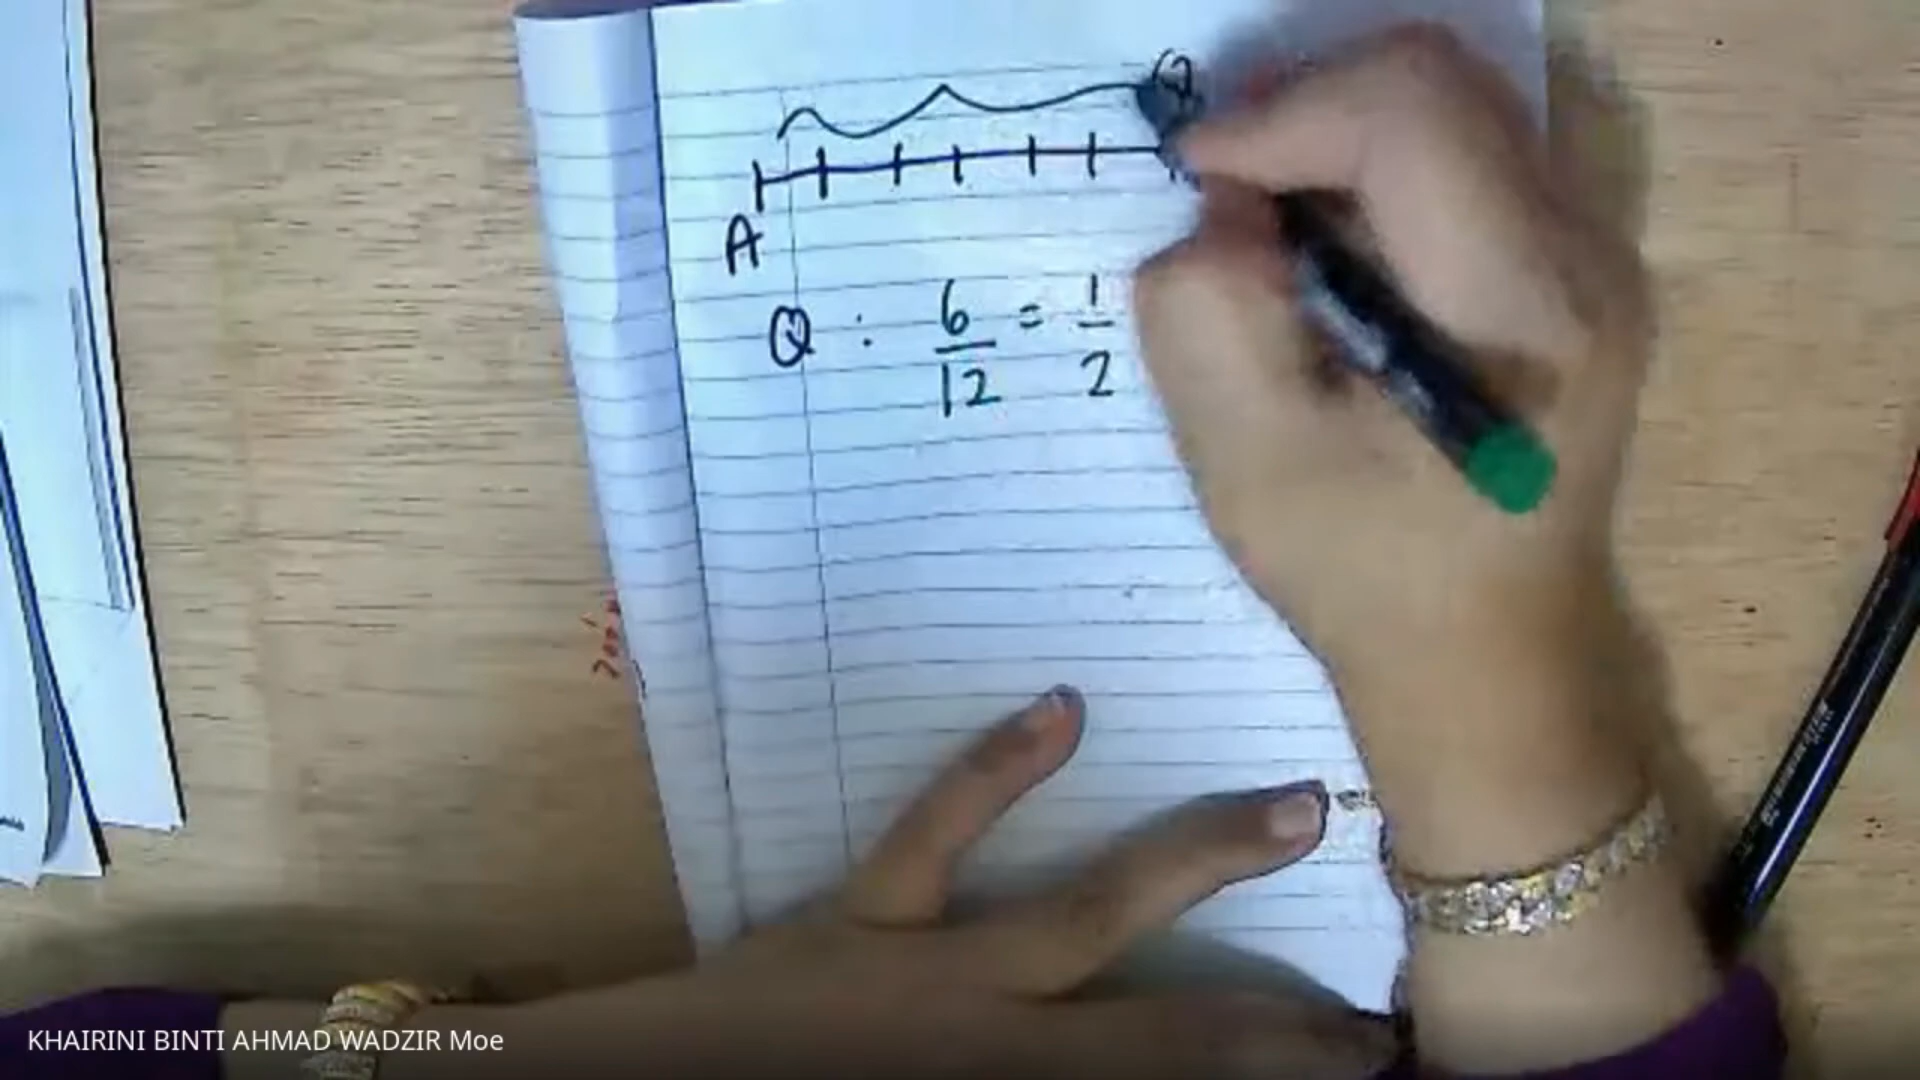 Q
A
Q : 6/12 = 1/2
KHAIRINI BINTI AHMAD WADZIR Moe